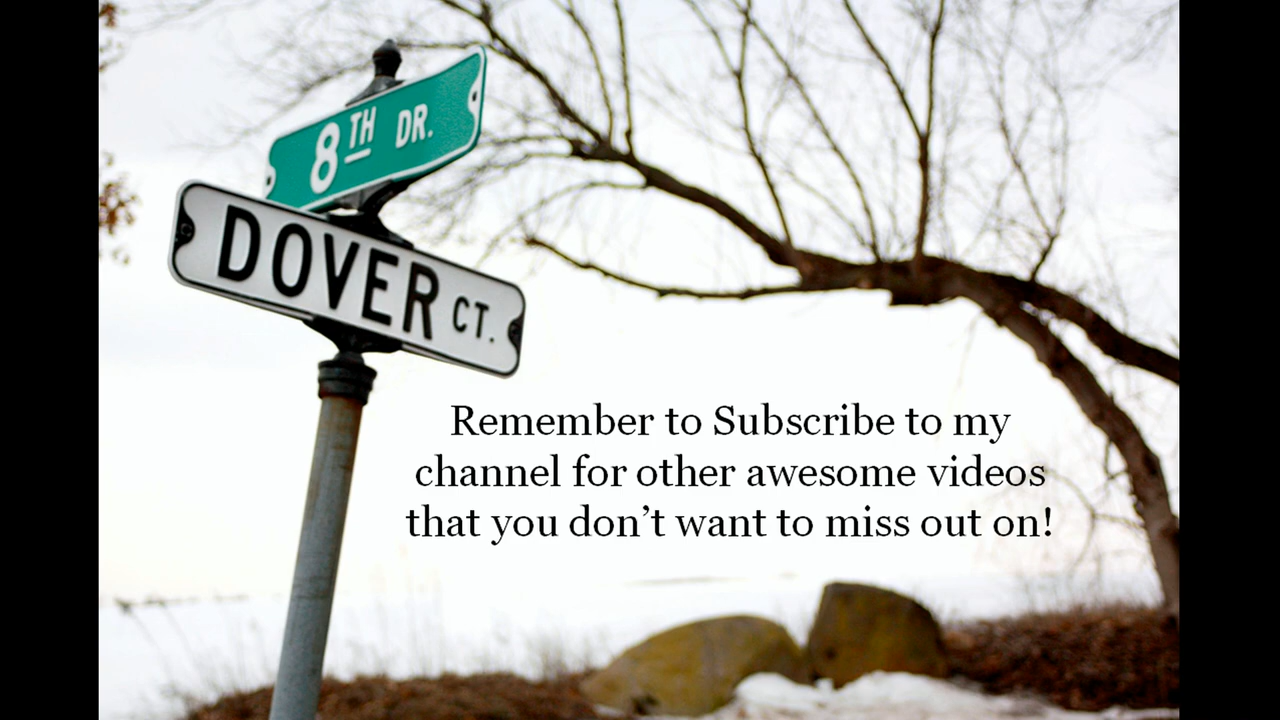 8TH DR.
DOVER CT.
Remember to Subscribe to my
channel for other awesome videos
that you don’t want to miss out on!